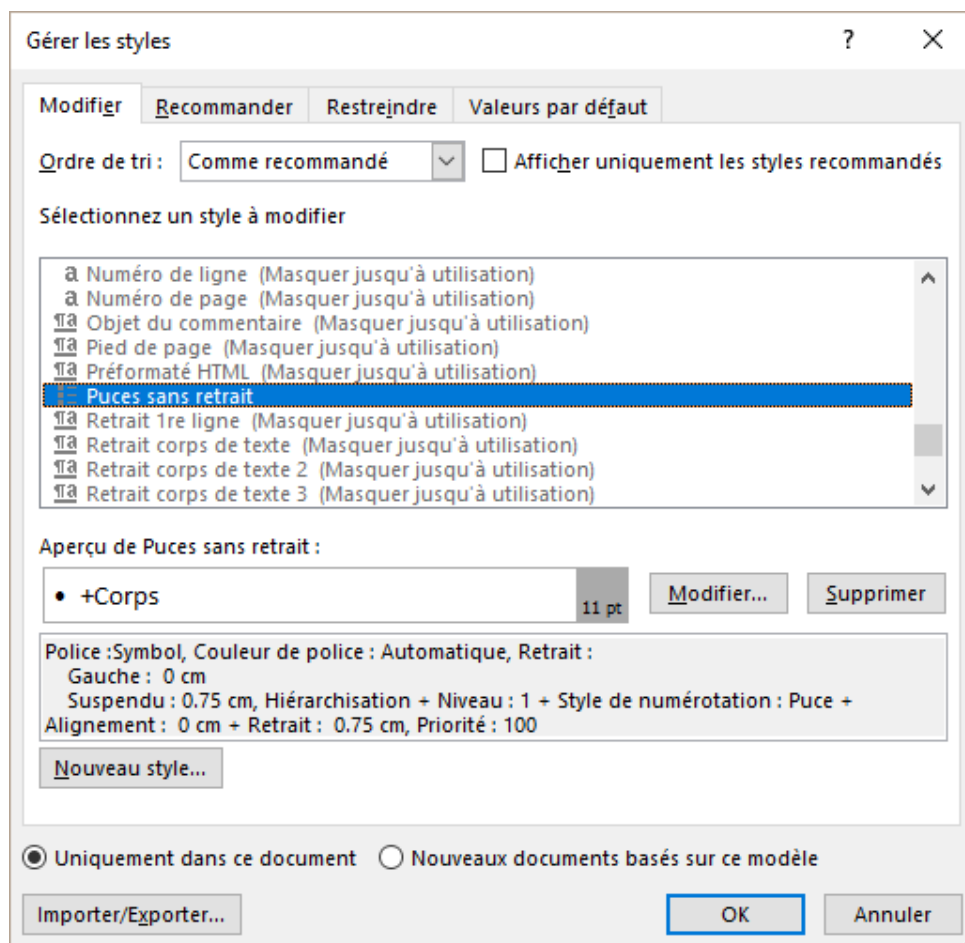 Gérer les styles ?
Modifier Recommander Restreindre Valeurs par défaut
Ordre de tri : Comme recommandé Afficher uniquement les styles recommandés
Sélectionnez un style à modifier
a Numéro de ligne (Masquer jusqu'à utilisation)
a Numéro de page (Masquer jusqu'à utilisation)
¶a Objet du commentaire (Masquer jusqu'à utilisation)
¶a Pied de page (Masquer jusqu'à utilisation)
¶a Préformaté HTML (Masquer jusqu'à utilisation)
Puces sans retrait
¶a Retrait 1re ligne (Masquer jusqu'à utilisation)
¶a Retrait corps de texte (Masquer jusqu'à utilisation)
¶a Retrait corps de texte 2 (Masquer jusqu'à utilisation)
¶a Retrait corps de texte 3 (Masquer jusqu'à utilisation)
Aperçu de Puces sans retrait :
• +Corps 11 pt Modifier... Supprimer
Police :Symbol, Couleur de police : Automatique, Retrait :
Gauche : 0 cm
Suspendu : 0.75 cm, Hiérarchisation + Niveau : 1 + Style de numérotation : Puce +
Alignement : 0 cm + Retrait : 0.75 cm, Priorité : 100
Nouveau style...
Uniquement dans ce document Nouveaux documents basés sur ce modèle
Importer/Exporter... OK Annuler